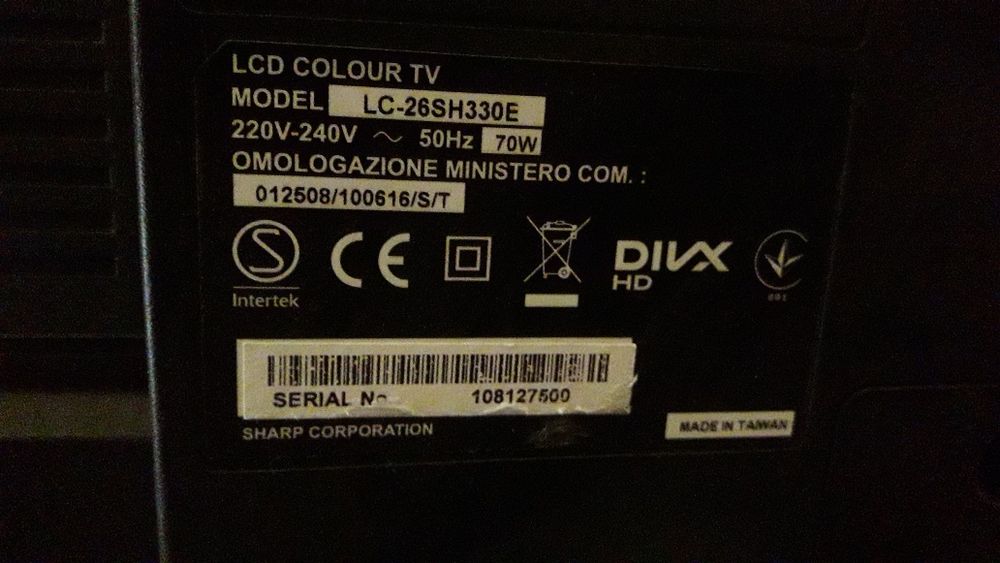 LCD COLOUR TV
MODEL LC-26SH330E
220V-240V ~ 50Hz 70W
OMOLOGAZIONE MINISTERO COM. :
012508/100616/S/T
S
Intertek
CE
DIVX
HD
SERIAL No 108127500
SHARP CORPORATION
MADE IN TAIWAN